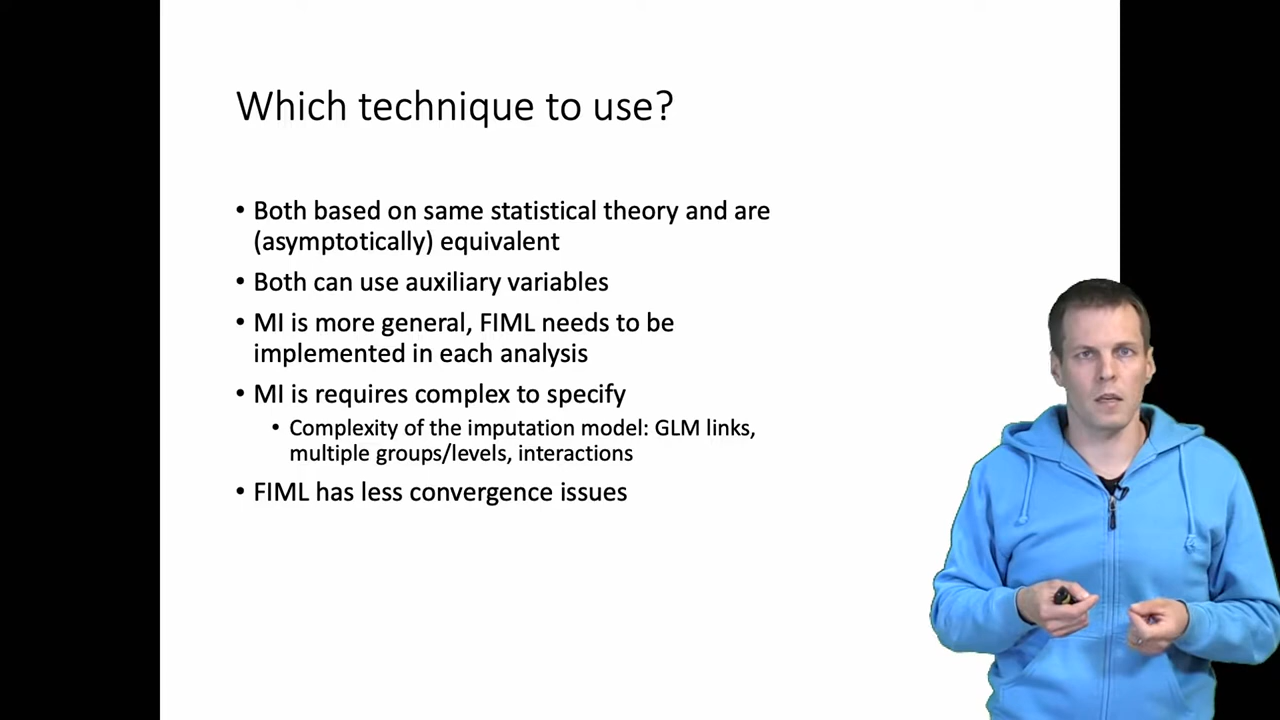 Which technique to use?
• Both based on same statistical theory and are
(asymptotically) equivalent
• Both can use auxiliary variables
• MI is more general, FIML needs to be
implemented in each analysis
• MI is requires complex to specify
• Complexity of the imputation model: GLM links,
multiple groups/levels, interactions
• FIML has less convergence issues